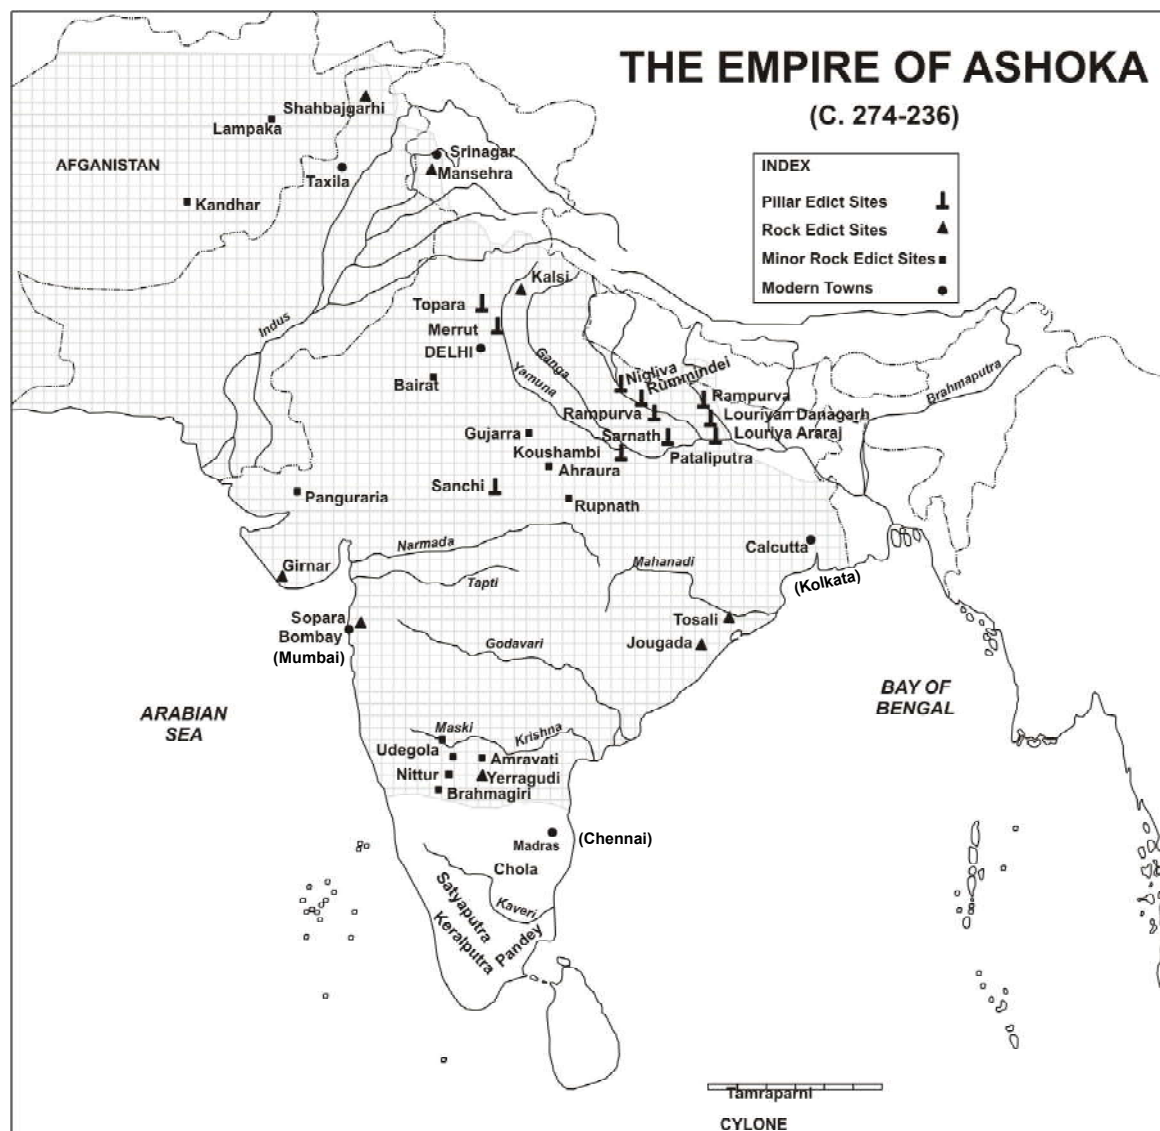 THE EMPIRE OF ASHOKA
(C. 274-236)
INDEX
Pillar Edict Sites
Rock Edict Sites
Minor Rock Edict Sites
Modern Towns
Shahbajgarhi
Lampaka
AFGANISTAN
Srinagar
Taxila
Mansehra
Kandhar
Kalsi
Topara
Indus
Merrut
DELHI
Ganga
Bairat
Yamuna
Nigliva
Rummindei
Rampurva
Brahmaputra
Rampurva
Louriyan Danagarh
Gujarra
Sarnath
Louriya Araraj
Koushambi
Pataliputra
Ahraura
Sanchi
Panguraria
Rupnath
Narmada
Calcutta
Mahanadi
Girnar
Tapti
(Kolkata)
Sopara
Tosali
Bombay
Godavari
Jougada
(Mumbai)
BAY OF
BENGAL
ARABIAN
SEA
Maski
Krishna
Udegola
Amravati
Nittur
Yerragudi
Brahmagiri
Madras
(Chennai)
Chola
Satyaputra
Kaveri
Keralputra
Pandey
Tamraparni
CYLONE